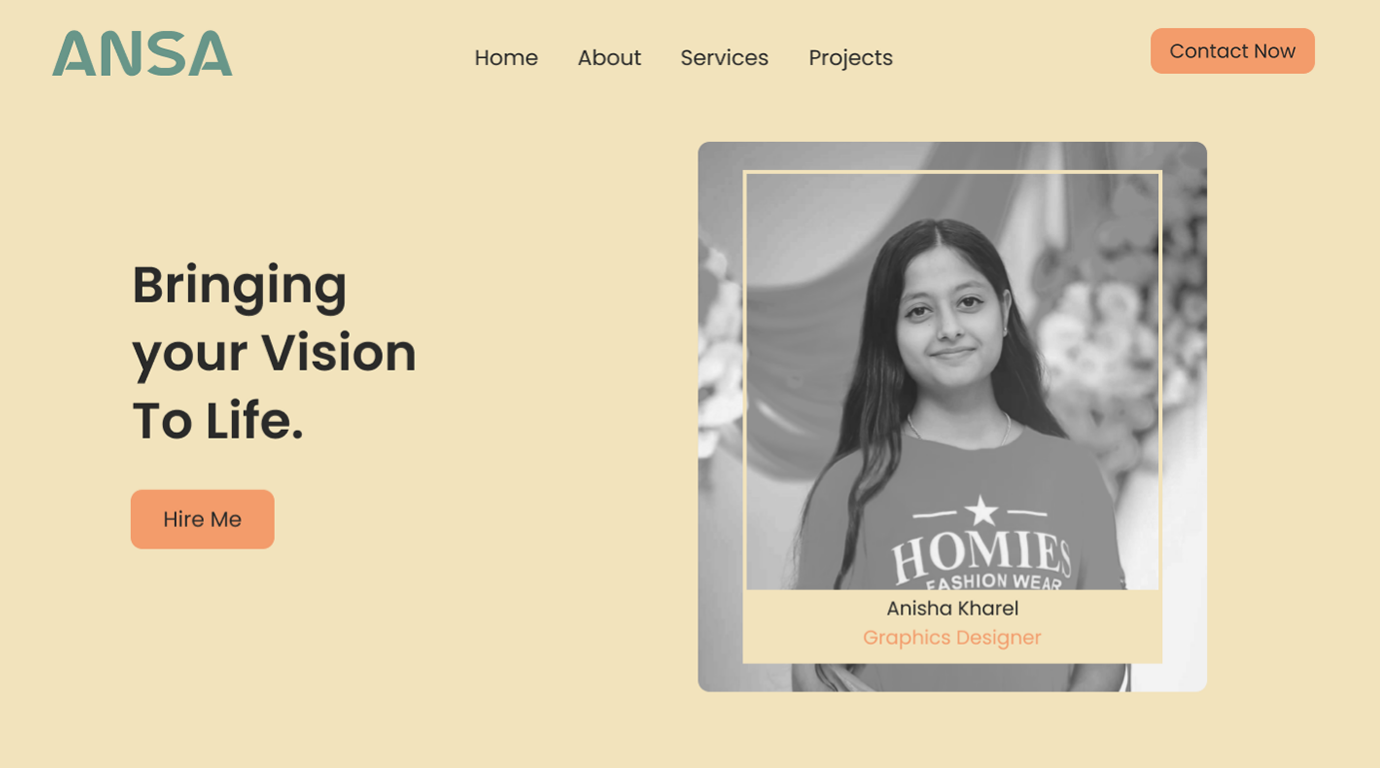 ANSA
Home About Services Projects
Contact Now
Bringing
your Vision
To Life.
Hire Me
HOMIES
FASHION WEAR
Anisha Kharel
Graphics Designer